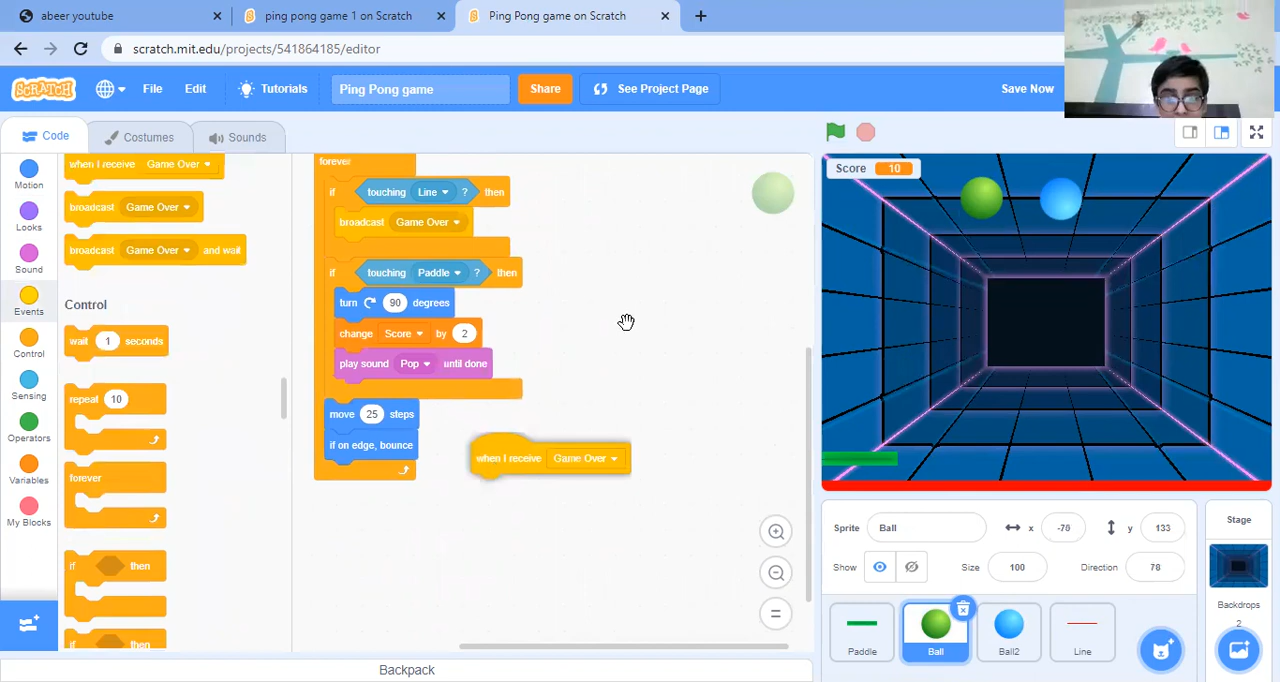 abeer youtube
ping pong game 1 on Scratch
Ping Pong game on Scratch
scratch.mit.edu/projects/541864185/editor
SCRATCH
File
Edit
Tutorials
Ping Pong game
Share
See Project Page
Save Now
Code
Costumes
Sounds
Motion
Looks
Sound
Events
Control
Sensing
Operators
Variables
My Blocks
when I receive Game Over
broadcast Game Over
broadcast Game Over and wait
Control
wait 1 seconds
repeat 10
forever
if then
if then
forever
if touching Line ? then
broadcast Game Over
if touching Paddle ? then
turn 90 degrees
change Score by 2
play sound Pop until done
move 25 steps
if on edge, bounce
when I receive Game Over
Score 10
Sprite Ball x -78 y 133
Show Size 100 Direction 78
Paddle
Ball
Ball2
Line
Stage
Backdrops
2
Backpack